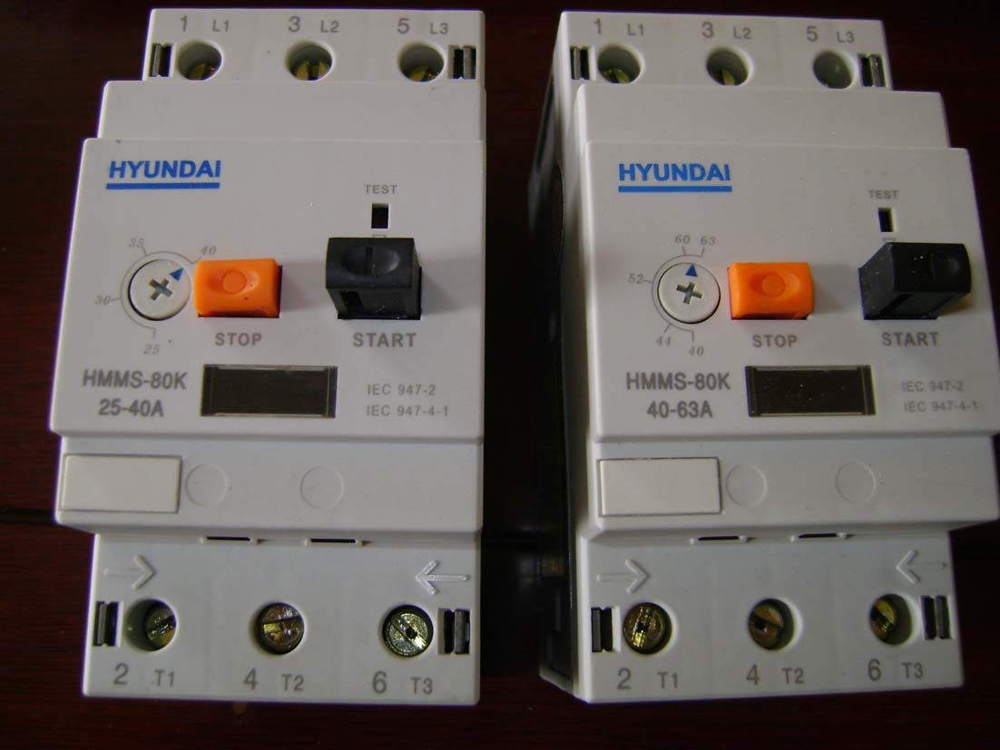 1 L1 3 L2 5 L3
HYUNDAI
TEST
35 40
30
25
STOP START
HMMS-80K
25-40A
IEC 947-2
IEC 947-4-1
2 T1 4 T2 6 T3
1 L1 3 L2 5 L3
HYUNDAI
TEST
60 63
52
44 40
STOP START
HMMS-80K
40-63A
IEC 947-2
IEC 947-4-1
2 T1 4 T2 6 T3